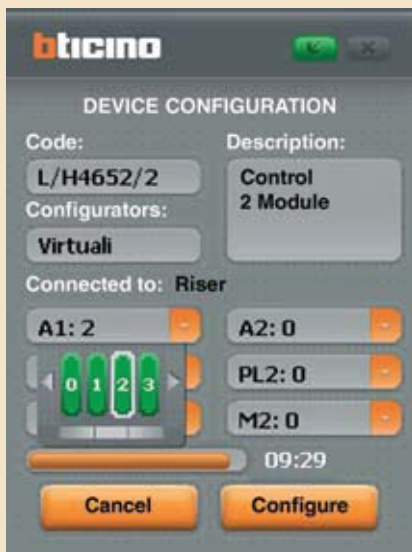 bticino
DEVICE CONFIGURATION
Code:
Description:
L/H4652/2
Control
2 Module
Configurators:
Virtuali
Connected to: Riser
A1: 2
A2: 0
0 1 2 3
PL2: 0
M2: 0
09:29
Cancel
Configure